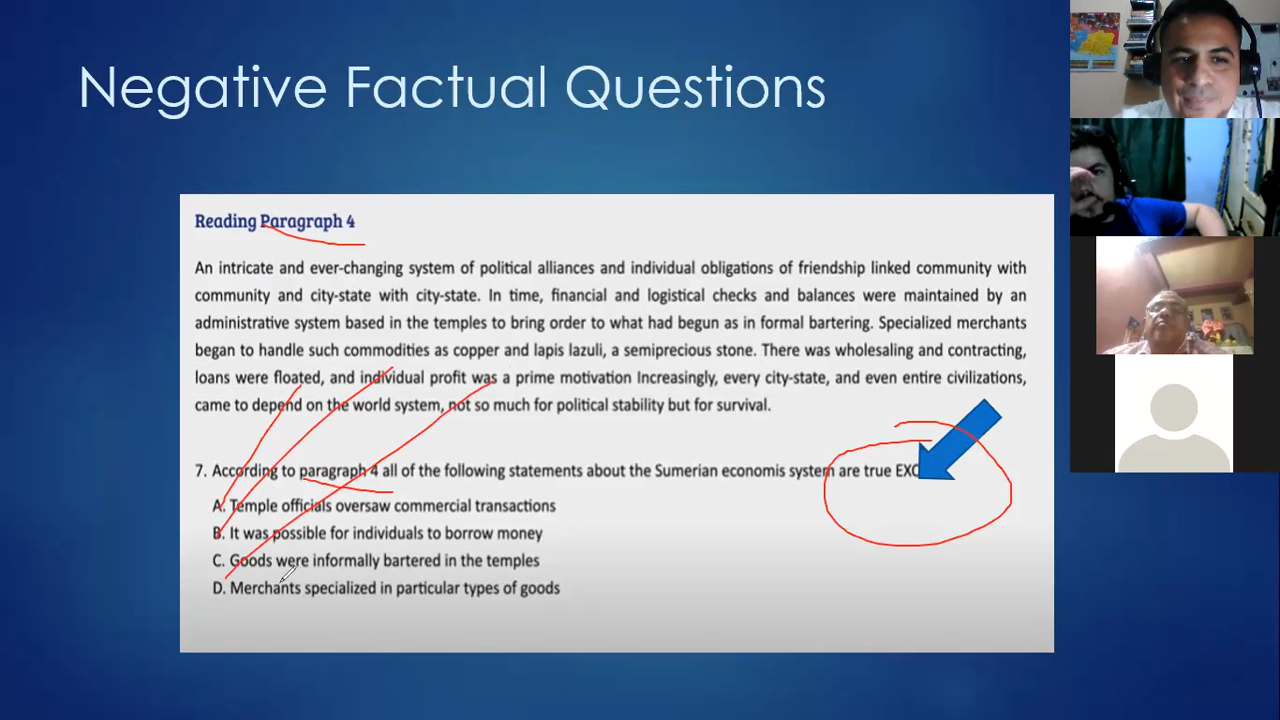 Negative Factual Questions
Reading Paragraph 4
An intricate and ever-changing system of political alliances and individual obligations of friendship linked community with
community and city-state with city-state. In time, financial and logistical checks and balances were maintained by an
administrative system based in the temples to bring order to what had begun as in formal bartering. Specialized merchants
began to handle such commodities as copper and lapis lazuli, a semiprecious stone. There was wholesaling and contracting,
loans were floated, and individual profit was a prime motivation Increasingly, every city-state, and even entire civilizations,
came to depend on the world system, not so much for political stability but for survival.
7. According to paragraph 4 all of the following statements about the Sumerian economis system are true EXC
A. Temple officials oversaw commercial transactions
B. It was possible for individuals to borrow money
C. Goods were informally bartered in the temples
D. Merchants specialized in particular types of goods